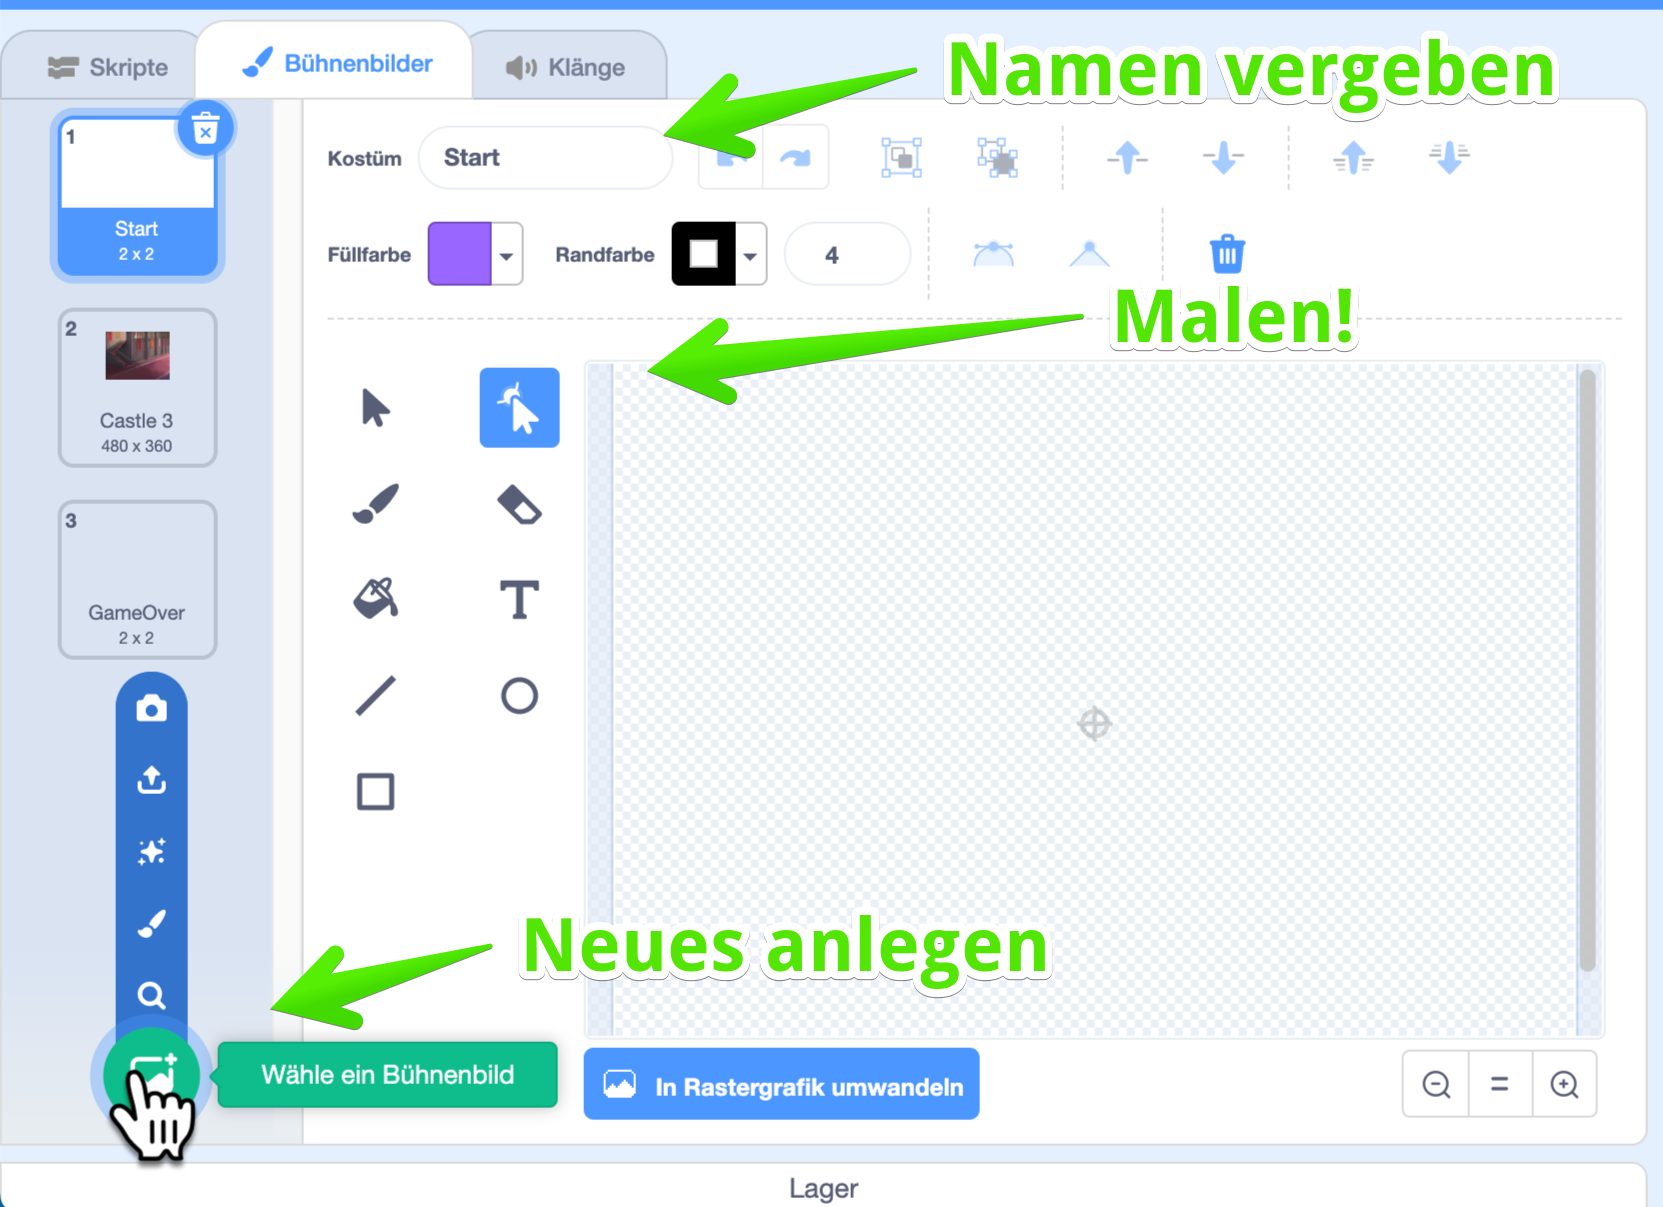 Skripte
Bühnenbilder
Klänge
Namen vergeben
1
Start
2 x 2
Kostüm
Start
Füllfarbe
Randfarbe
4
Malen!
2
Castle 3
480 x 360
3
GameOver
2 x 2
T
Neues anlegen
Wähle ein Bühnenbild
In Rastergrafik umwandeln
Lager